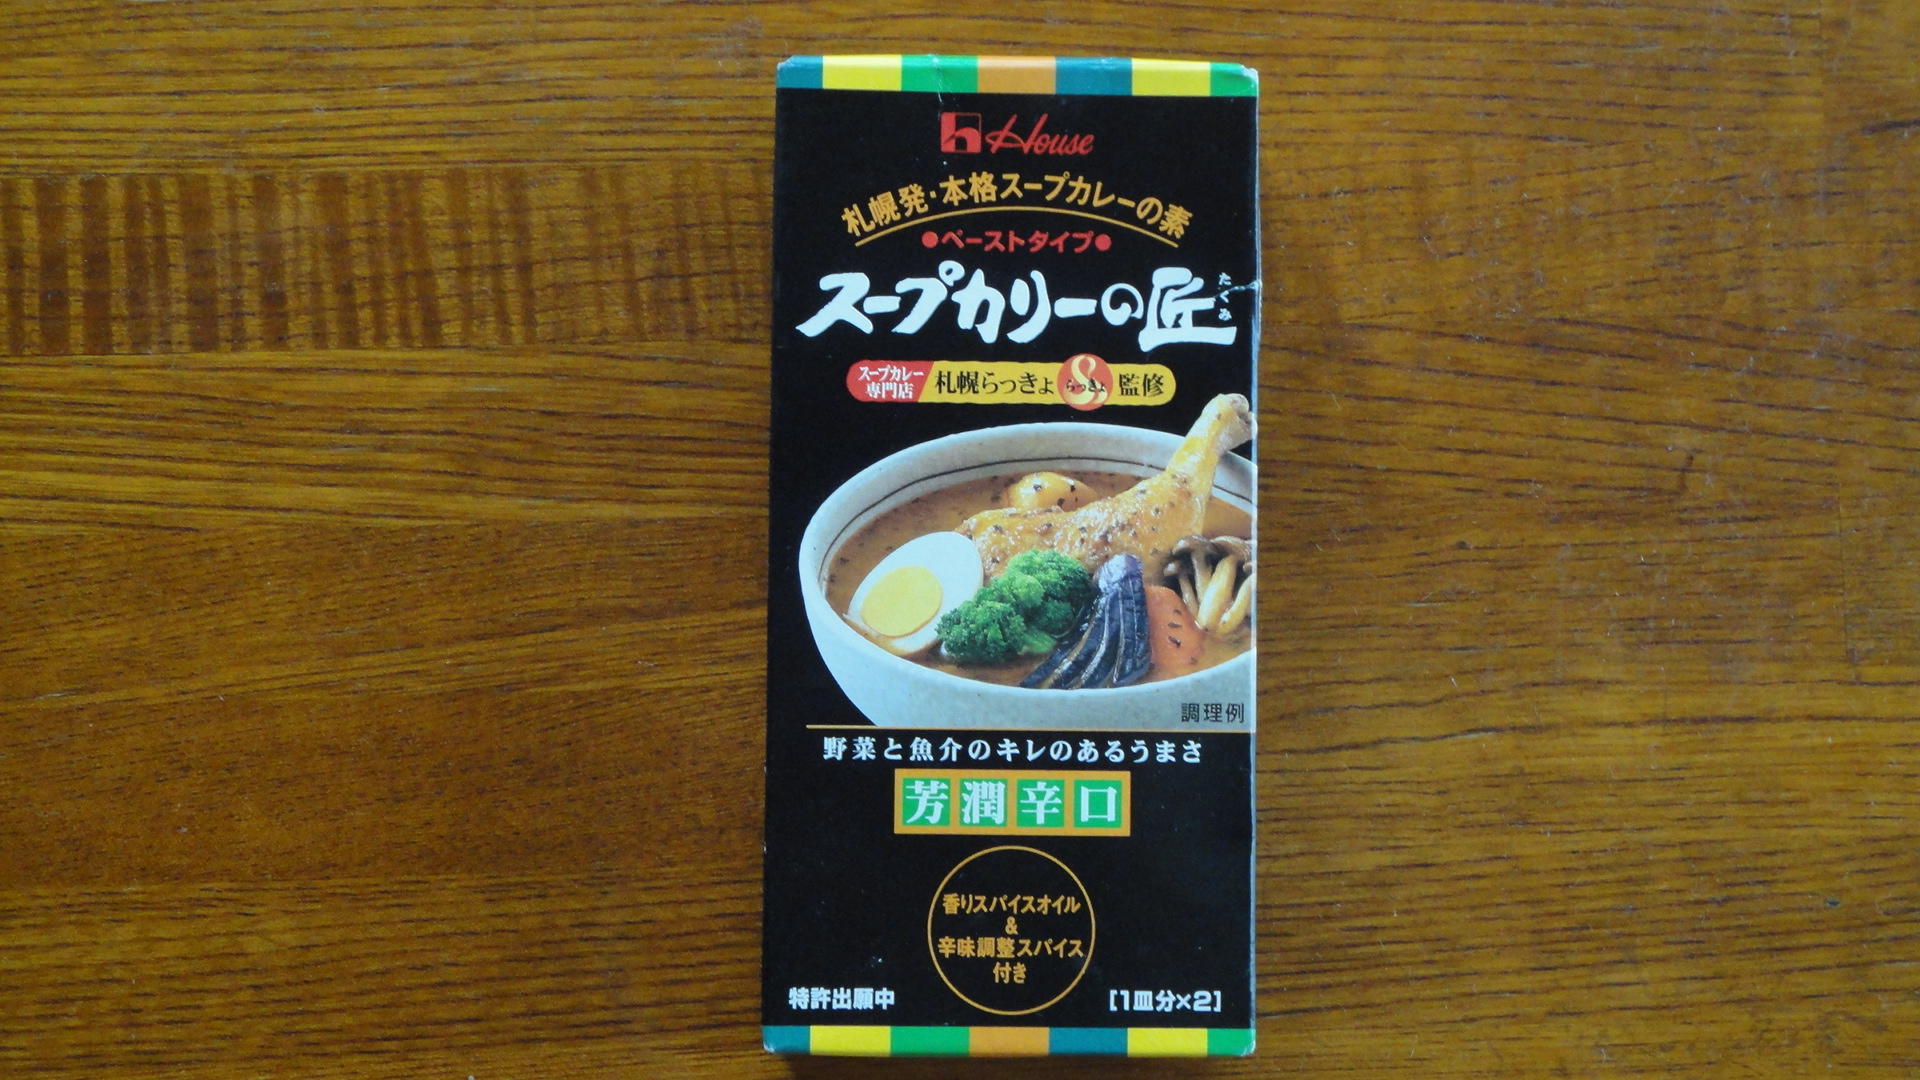 House
札幌発・本格スープカレーの素
●ペーストタイプ●
スープカリーの匠
たくみ
スープカレー
専門店
札幌らっきょ らっきょ 監修
調理例
野菜と魚介のキレのあるうまさ
芳潤辛口
香りスパイスオイル
&
辛味調整スパイス
付き
特許出願中
[1皿分×2]